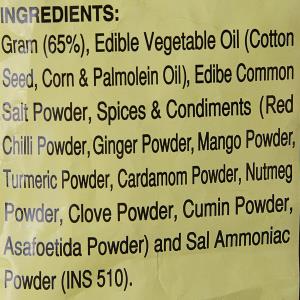 INGREDIENTS:
Gram (65%), Edible Vegetable Oil (Cotton
Seed, Corn & Palmolein Oil), Edibe Common
Salt Powder, Spices & Condiments (Red
Chilli Powder, Ginger Powder, Mango Powder,
Turmeric Powder, Cardamom Powder, Nutmeg
Powder, Clove Powder, Cumin Powder,
Asafoetida Powder) and Sal Ammoniac
Powder (INS 510).